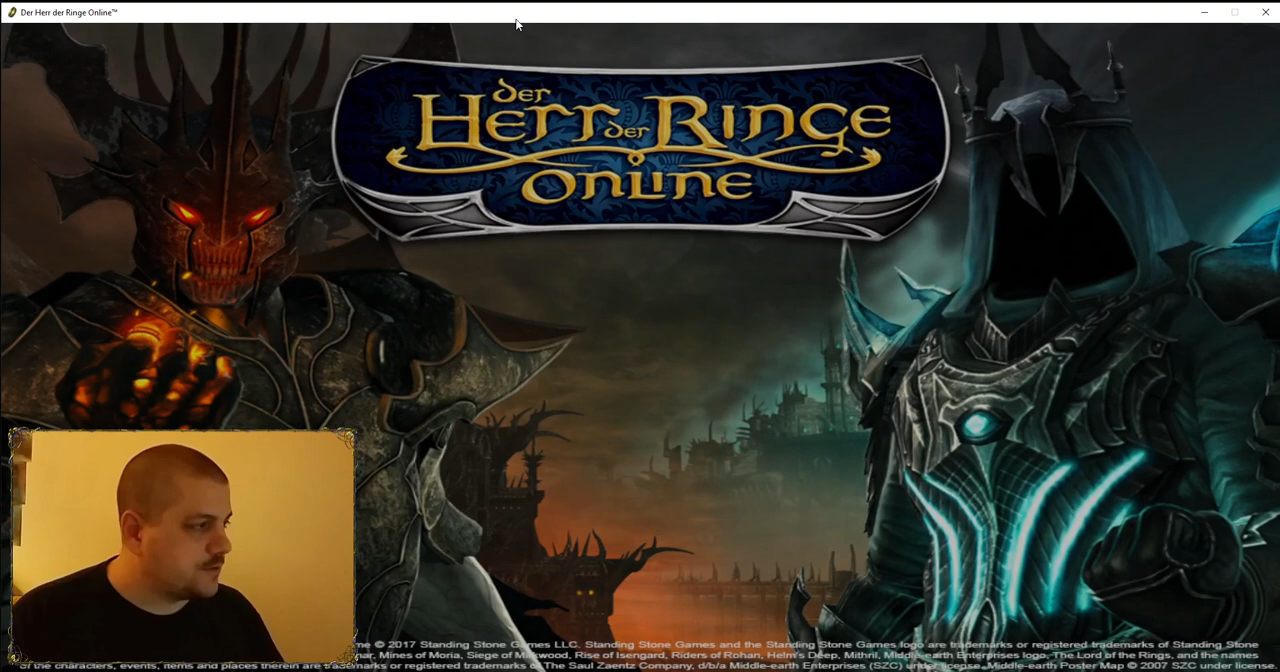 Der Herr der Ringe Online™
der
Herr der Ringe
Online
me © 2017 Standing Stone Games LLC. Standing Stone Games and the Standing Stone Games logo are trademarks or registered trademarks of Standing Stone
Mines of Moria, Siege of Mirkwood, Rise of Isengard, Riders of Rohan, Helm's Deep, Mithril, Middle-earth Enterprises logo, The Lord of the Rings, and the names
of the characters, events, items and places therein are trademarks or registered trademarks of The Saul Zaentz Company, d/b/a Middle-earth Enterprises (SZC) under license. Middle-earth Poster Map © 2007 SZC under license